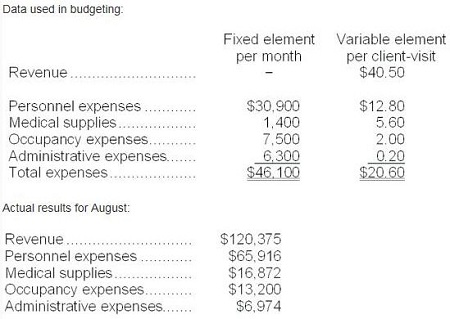 Data used in budgeting:
Fixed element Variable element
per month per client-visit
Revenue ............................ – $40.50
Personnel expenses ............ $30,900 $12.80
Medical supplies .................. 1,400 5.60
Occupancy expenses........... 7,500 2.00
Administrative expenses....... 6,300 0.20
Total expenses..................... $46,100 $20.60
Actual results for August:
Revenue ............................. $120,375
Personnel expenses ............ $65,916
Medical supplies .................. $16,872
Occupancy expenses........... $13,200
Administrative expenses....... $6,974